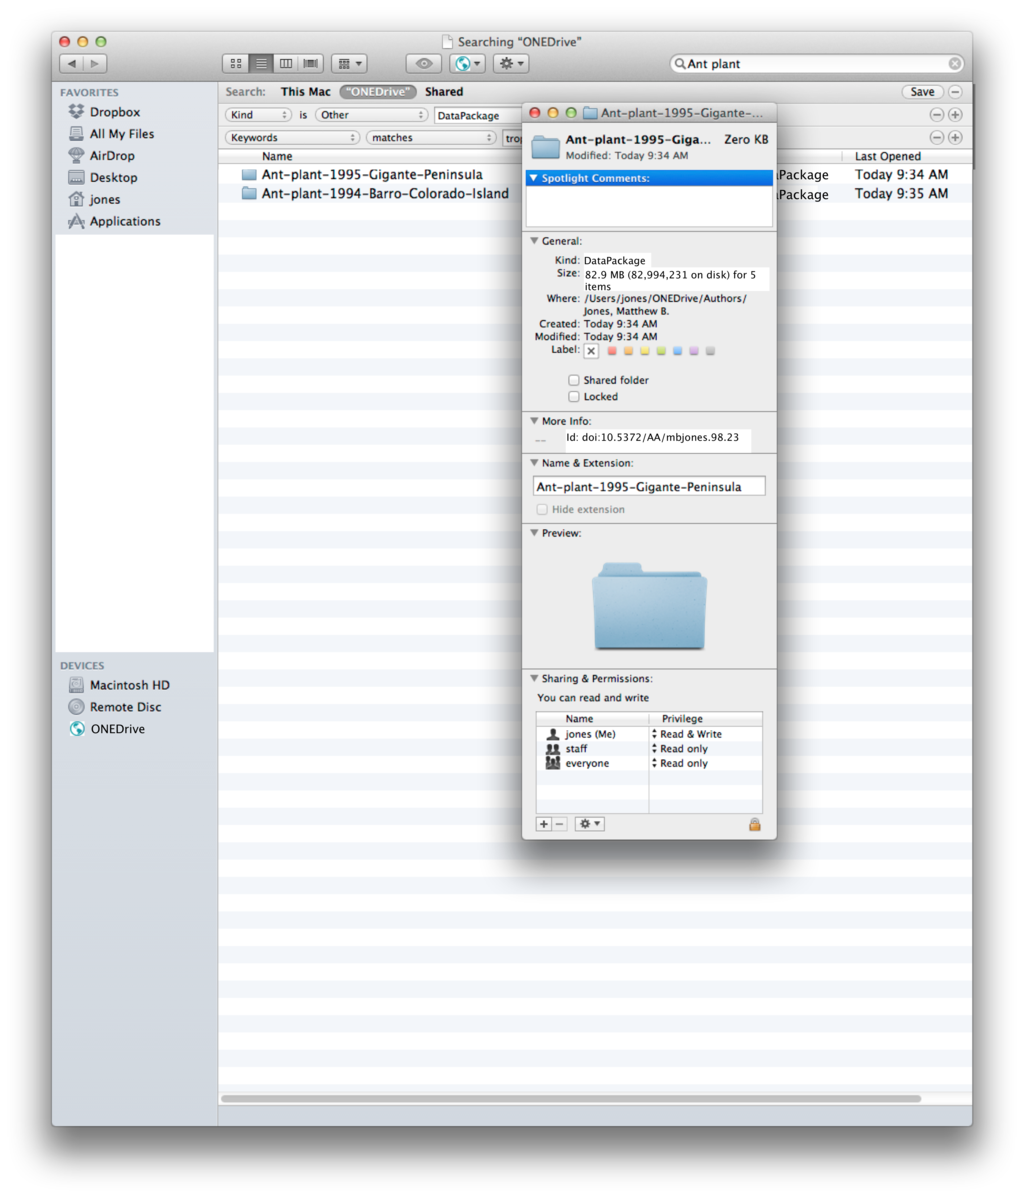 Searching “ONEDrive”
Ant plant
FAVORITES
Dropbox
All My Files
AirDrop
Desktop
jones
Applications
DEVICES
Macintosh HD
Remote Disc
ONEDrive
Search: This Mac “ONEDrive” Shared Save
Kind is Other DataPackage
Keywords matches
Name Last Opened
Ant-plant-1995-Gigante-Peninsula Package Today 9:34 AM
Ant-plant-1994-Barro-Colorado-Island Package Today 9:35 AM
Ant-plant-1995-Gigante-...
Ant-plant-1995-Giga... Zero KB
Modified: Today 9:34 AM
Spotlight Comments:
General:
Kind: DataPackage
Size: 82.9 MB (82,994,231 on disk) for 5
items
Where: /Users/jones/ONEDrive/Authors/
Jones, Matthew B.
Created: Today 9:34 AM
Modified: Today 9:34 AM
Label:
Shared folder
Locked
More Info:
-- Id: doi:10.5372/AA/mbjones.98.23
Name & Extension:
Ant-plant-1995-Gigante-Peninsula
Hide extension
Preview:
Sharing & Permissions:
You can read and write
Name Privilege
jones (Me) Read & Write
staff Read only
everyone Read only